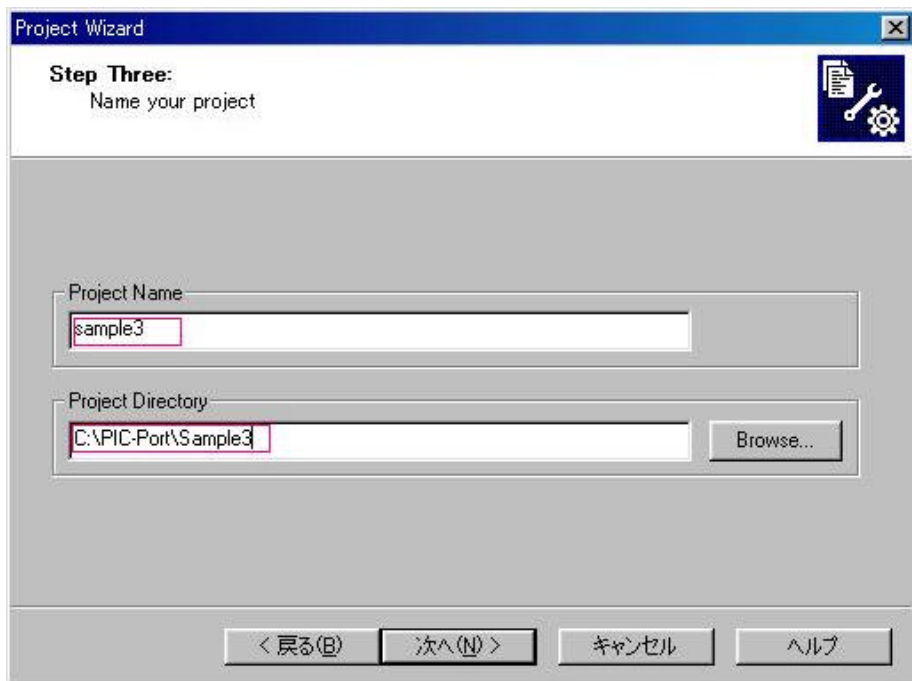 Project Wizard
Step Three:
Name your project
Project Name
sample3
Project Directory
C:\PIC-Port\Sample3
Browse...
< 戻る(B)
次へ(N) >
キャンセル
ヘルプ